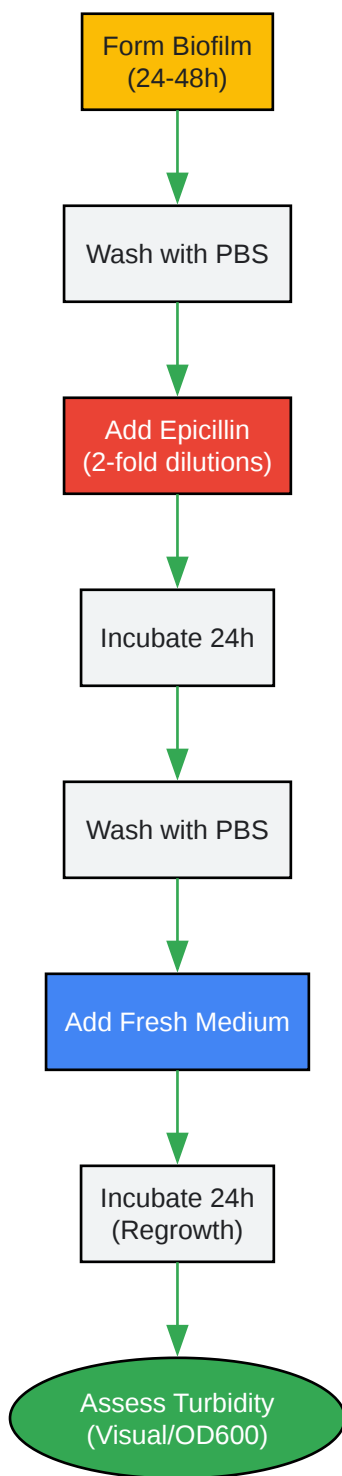 Form Biofilm
(24-48h)
Wash with PBS
Add Epicillin
(2-fold dilutions)
Incubate 24h
Wash with PBS
Add Fresh Medium
Incubate 24h
(Regrowth)
Assess Turbidity
(Visual/OD600)